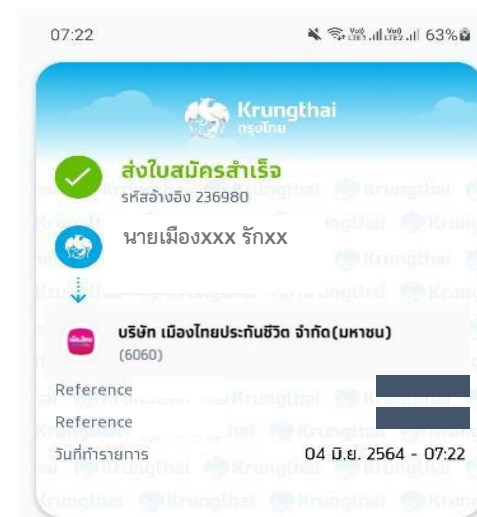 07:22
Vo)) LTE1 Vo)) LTE2 63%
Krungthai
กรุงไทย
ส่งใบสมัครสำเร็จ
รหัสอ้างอิง 236980
นายเมืองxxx รักxx
บริษัท เมืองไทยประกันชีวิต จำกัด(มหาชน)
(6060)
Reference
Reference
วันที่ทำรายการ 04 มิ.ย. 2564 - 07:22